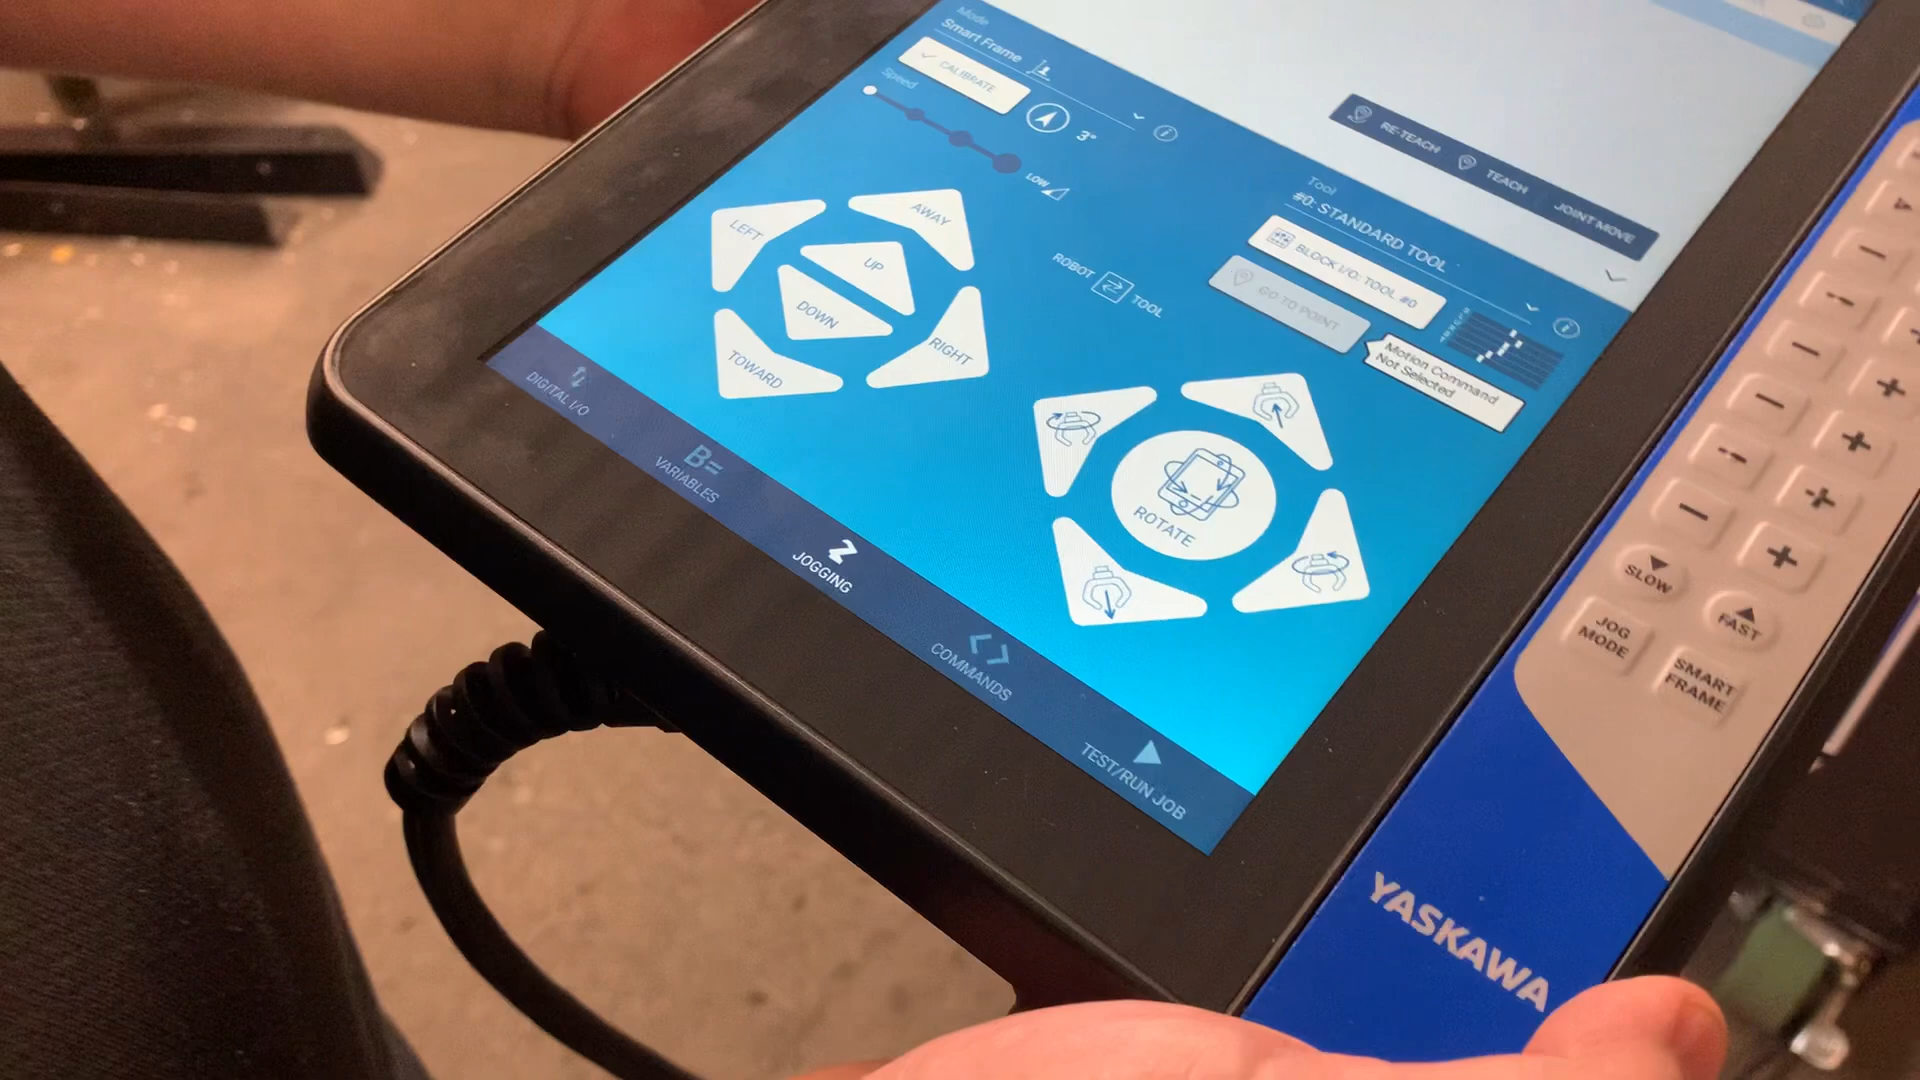 Mode
Smart Frame
CALIBRATE
3°
Speed
LOW
RE-TEACH
TEACH
JOINT MOVE
Tool
#0: STANDARD TOOL
BLOCK I/O: TOOL #0
GO TO POINT
Motion Command
Not Selected
ROBOT
TOOL
LEFT
AWAY
UP
DOWN
TOWARD
RIGHT
ROTATE
DIGITAL I/O
B=
VARIABLES
JOGGING
COMMANDS
TEST/RUN JOB
SLOW
FAST
JOG
MODE
SMART
FRAME
YASKAWA